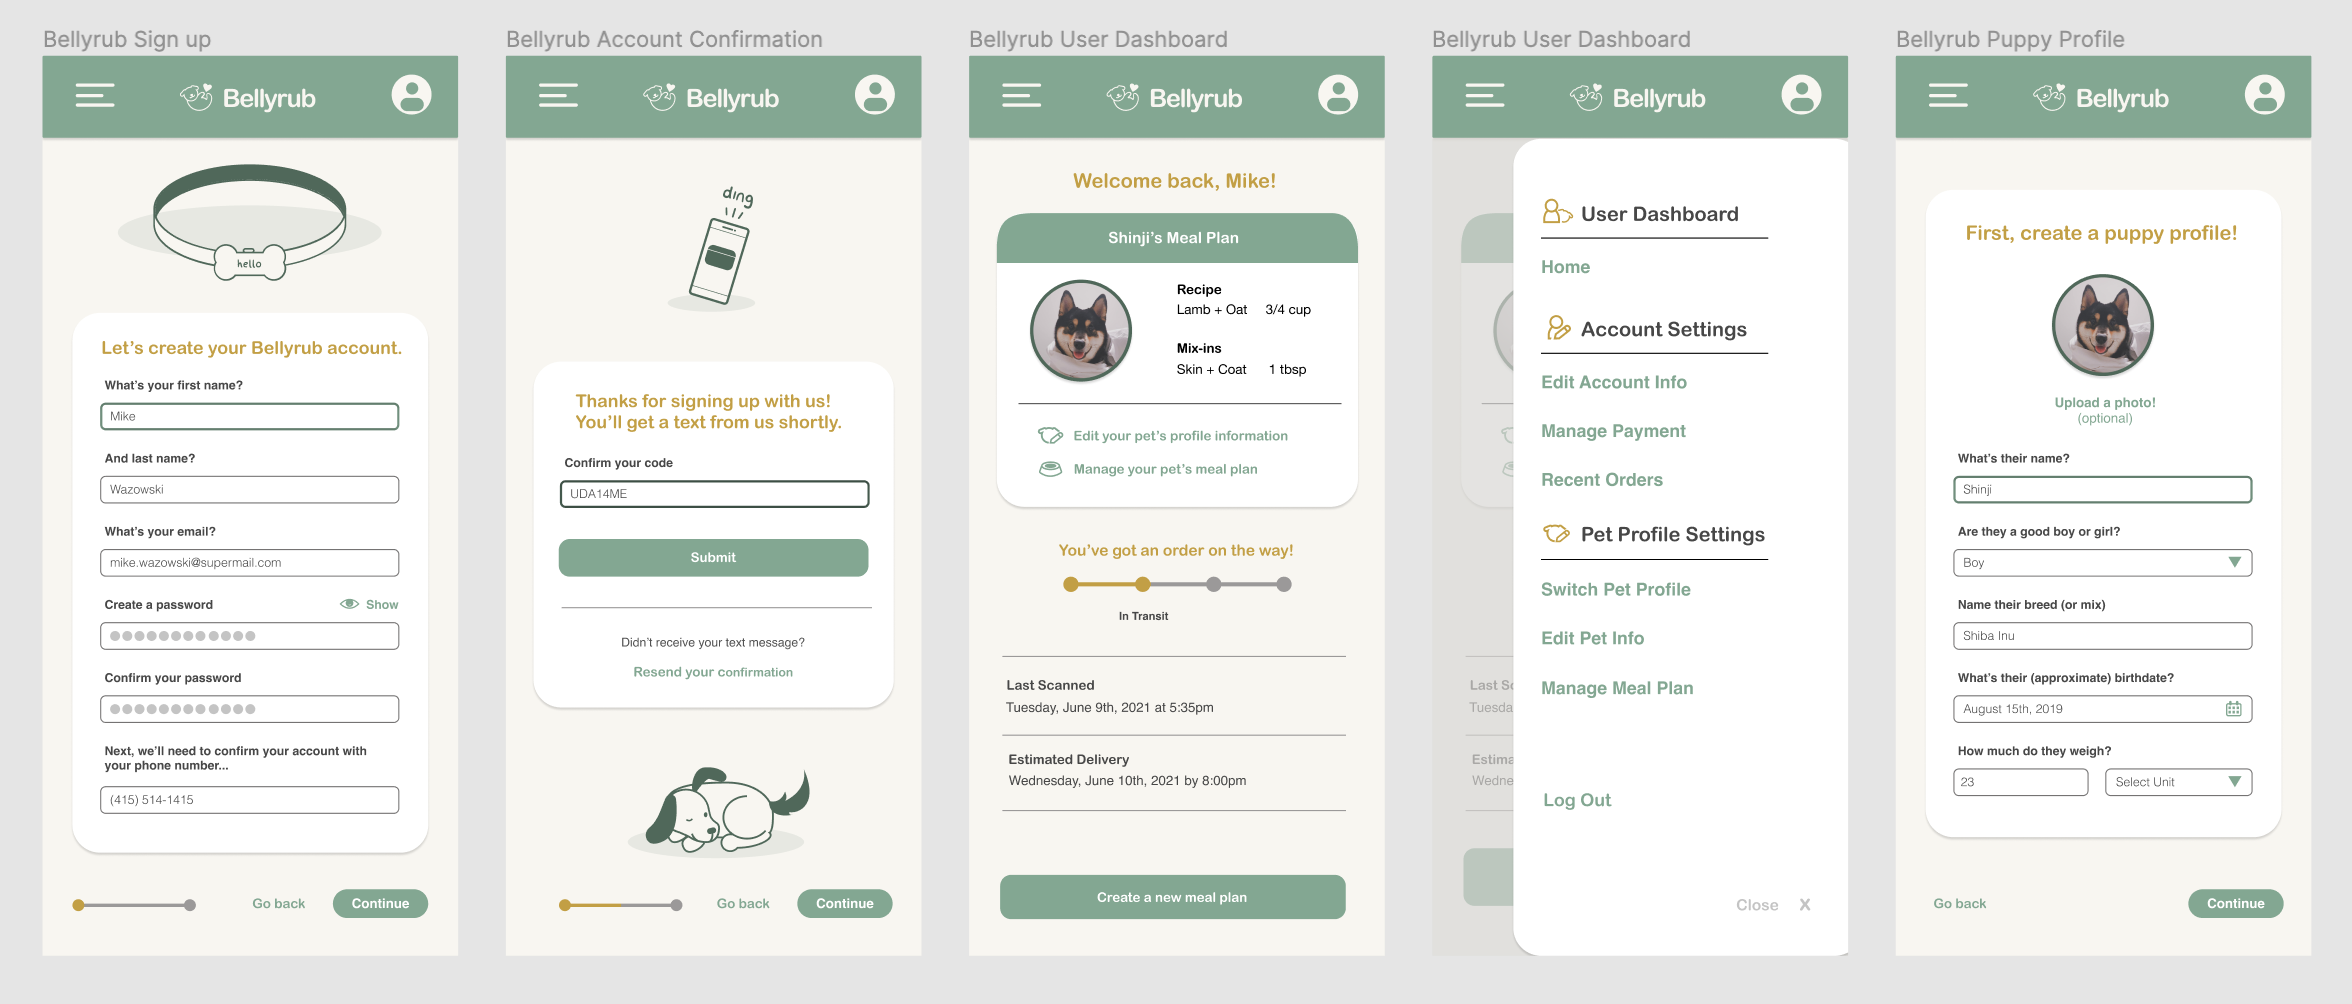 Bellyrub Sign up
Bellyrub
hello
Let's create your Bellyrub account.
What's your first name?
Mike
And last name?
Wazowski
What's your email?
mike.wazowski@supermail.com
Create a password
Show
Confirm your password
Next, we'll need to confirm your account with
your phone number...
(415) 514-1415
Go back
Continue
Bellyrub Account Confirmation
Bellyrub
ding
Thanks for signing up with us!
You'll get a text from us shortly.
Confirm your code
UDA14ME
Submit
Didn't receive your text message?
Resend your confirmation
Go back
Continue
Bellyrub User Dashboard
Bellyrub
Welcome back, Mike!
Shinji's Meal Plan
Recipe
Lamb + Oat 3/4 cup
Mix-ins
Skin + Coat 1 tbsp
Edit your pet's profile information
Manage your pet's meal plan
You've got an order on the way!
In Transit
Last Scanned
Tuesday, June 9th, 2021 at 5:35pm
Estimated Delivery
Wednesday, June 10th, 2021 by 8:00pm
Create a new meal plan
Bellyrub User Dashboard
Bellyrub
User Dashboard
Home
Account Settings
Edit Account Info
Manage Payment
Recent Orders
Pet Profile Settings
Switch Pet Profile
Edit Pet Info
Manage Meal Plan
Last Sc
Tuesda
Estima
Wedne
Log Out
Close X
Bellyrub Puppy Profile
Bellyrub
First, create a puppy profile!
Upload a photo!
(optional)
What's their name?
Shinji
Are they a good boy or girl?
Boy
Name their breed (or mix)
Shiba Inu
What's their (approximate) birthdate?
August 15th, 2019
How much do they weigh?
23
Select Unit
Go back
Continue